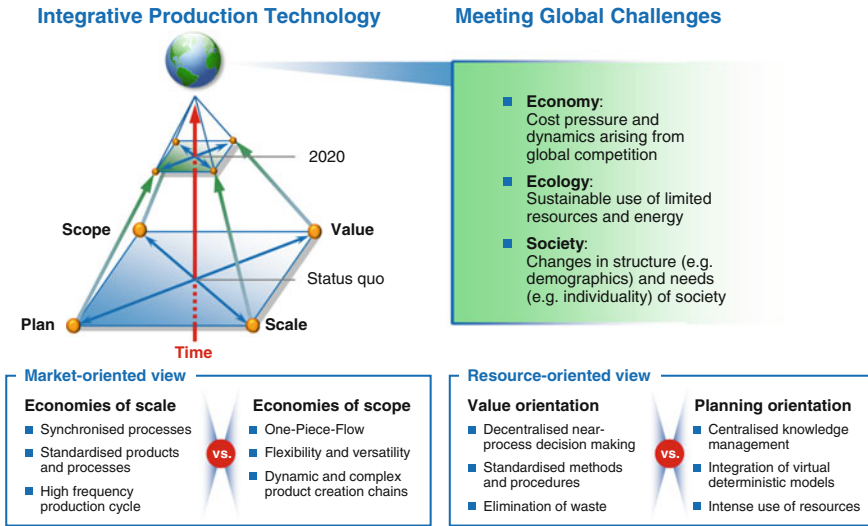 Integrative Production Technology
Meeting Global Challenges
2020
Scope
Value
Status quo
Plan
Scale
Time
Economy:
Cost pressure and
dynamics arising from
global competition
Ecology:
Sustainable use of limited
resources and energy
Society:
Changes in structure (e.g.
demographics) and needs
(e.g. individuality) of society
Market-oriented view
Economies of scale
Synchronised processes
Standardised products
and processes
High frequency
production cycle
vs.
Economies of scope
One-Piece-Flow
Flexibility and versatility
Dynamic and complex
product creation chains
Resource-oriented view
Value orientation
Decentralised near-
process decision making
Standardised methods
and procedures
Elimination of waste
vs.
Planning orientation
Centralised knowledge
management
Integration of virtual
deterministic models
Intense use of resources